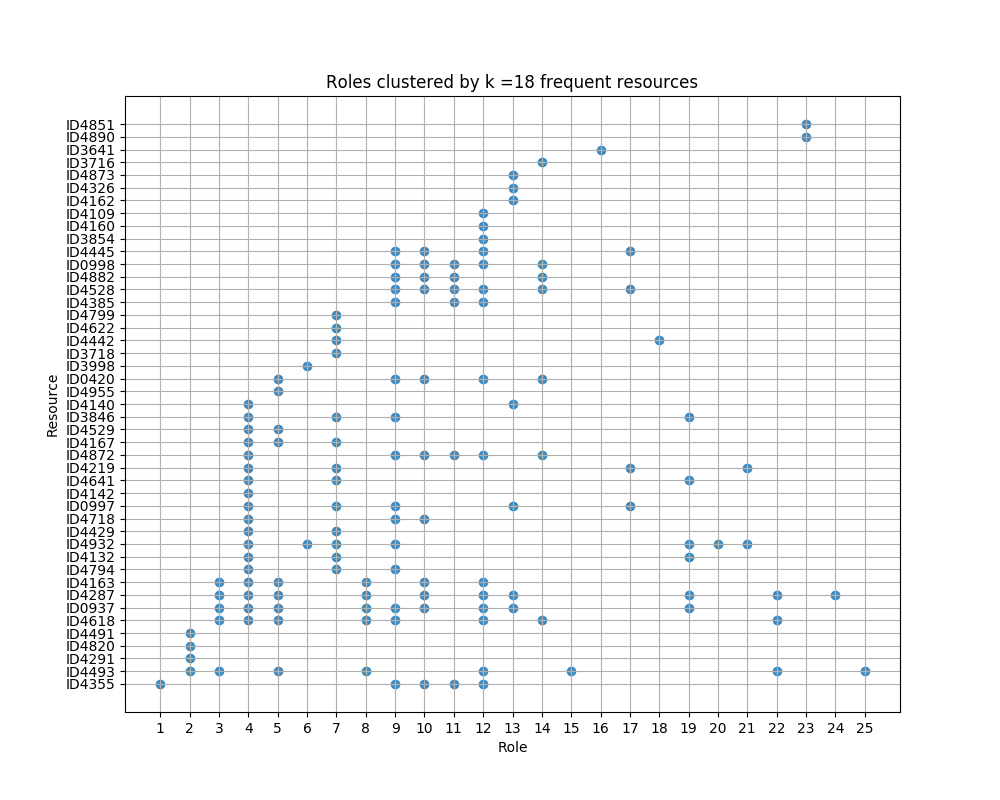 Roles clustered by k =18 frequent resources
ID4851
ID4890
ID3641
ID3716
ID4873
ID4326
ID4162
ID4109
ID4160
ID3854
ID4445
ID0998
ID4882
ID4528
ID4385
ID4799
ID4622
ID4442
ID3718
ID3998
ID0420
ID4955
ID4140
ID3846
ID4529
ID4167
ID4872
ID4219
ID4641
ID4142
ID0997
ID4718
ID4429
ID4932
ID4132
ID4794
ID4163
ID4287
ID0937
ID4618
ID4491
ID4820
ID4291
ID4493
ID4355
Resource
1 2 3 4 5 6 7 8 9 10 11 12 13 14 15 16 17 18 19 20 21 22 23 24 25
Role